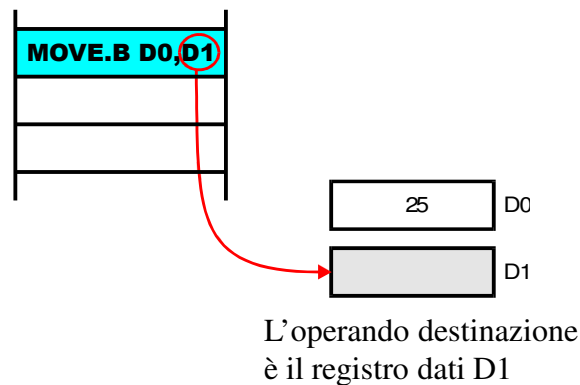 MOVE.B D0,D1
25 D0
D1
L’operando destinazione
è il registro dati D1